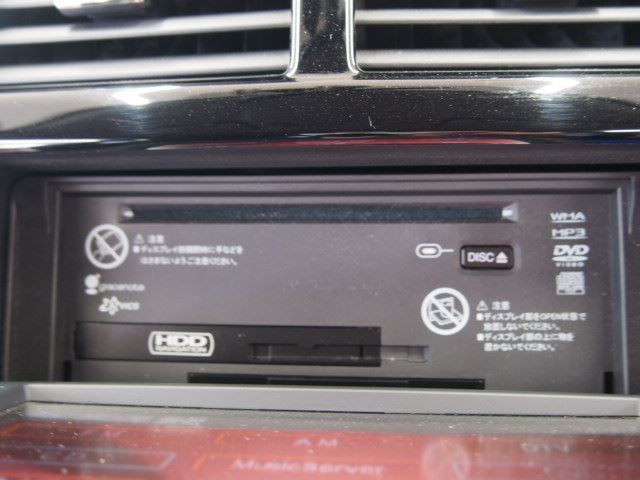 ⚠ 注意
●ディスプレイ部開閉時に手などを
はさまないようご注意ください。
gracenote
VICS
HDD
NAVIGATION
WMA
MP3
DVD
VIDEO
DISC ⏏
⚠ 注意
●ディスプレイ部をOPEN状態で
放置しないでください。
●ディスプレイ部の上に物を
置かないでください。
AM
Music Server